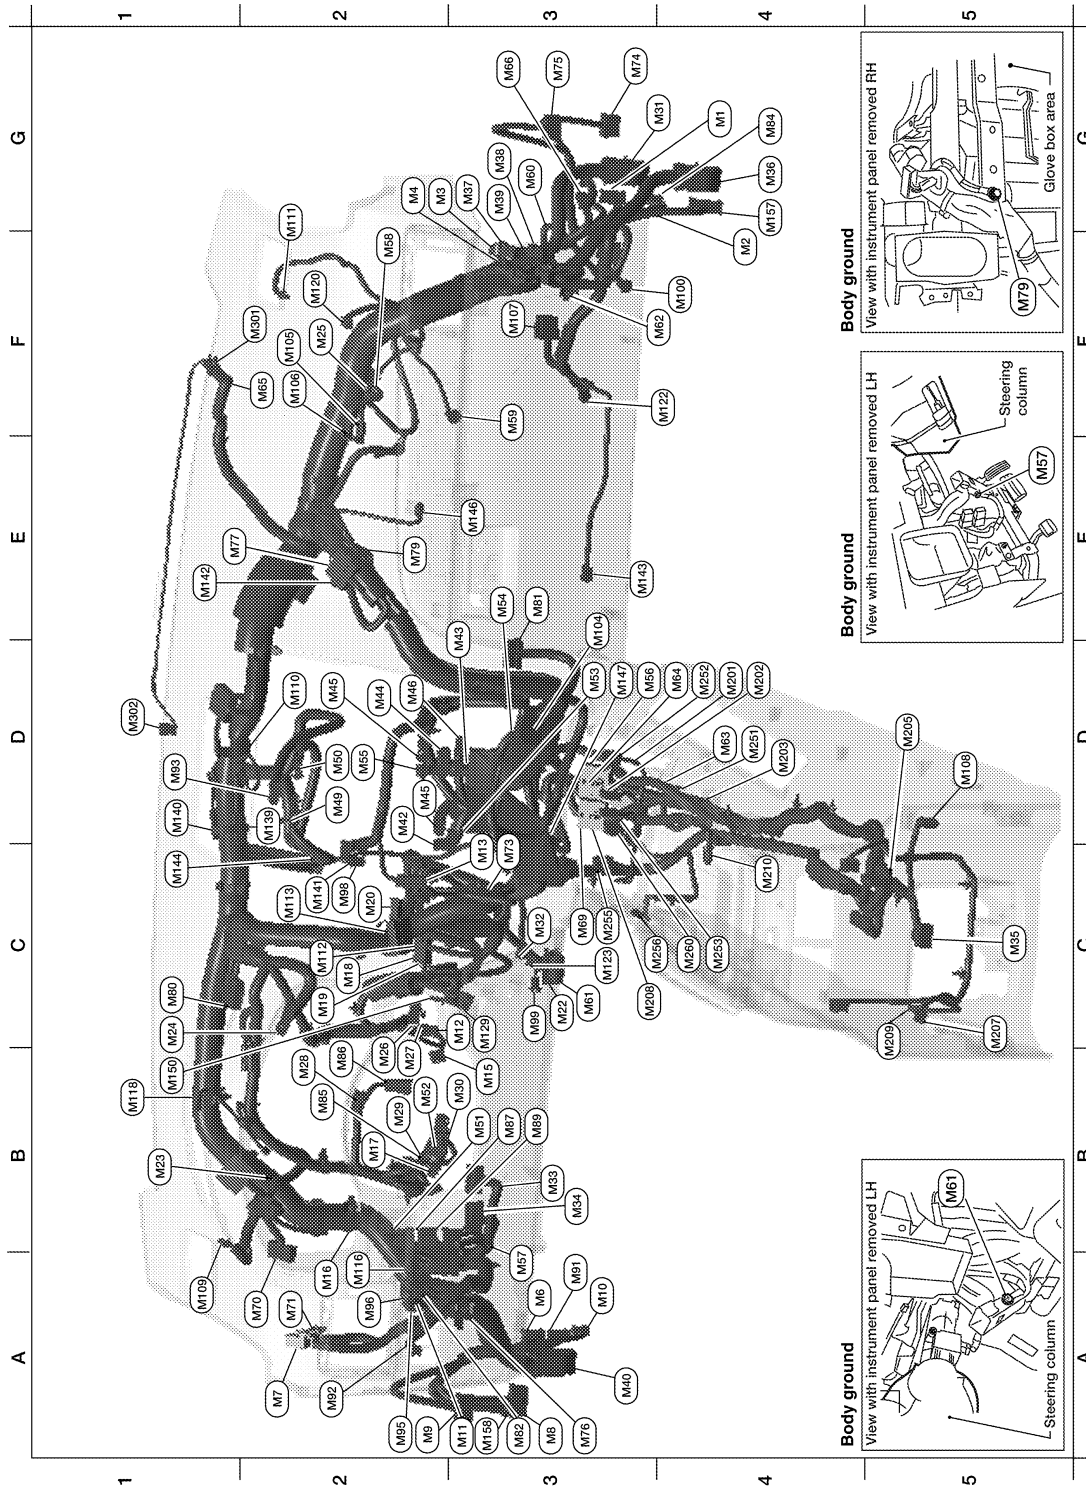 1
2
3
4
5
A
B
C
D
E
F
G
M7
M71
M92
M95
M9
M11
M158
M82
M8
M76
M40
M10
M91
M6
M57
M96
M116
M16
M70
M109
M23
M118
M150
M24
M80
M34
M33
M89
M87
M51
M30
M52
M29
M17
M85
M28
M86
M26
M27
M15
M12
M129
M19
M18
M112
M113
M20
M98
M141
M144
M140
M139
M93
M99
M22
M61
M123
M32
M73
M13
M42
M45
M49
M50
M55
M44
M45
M46
M110
M302
M43
M54
M81
M104
M53
M147
M56
M64
M252
M201
M202
M63
M251
M203
M205
M108
M210
M69
M255
M256
M260
M253
M208
M35
M209
M207
M142
M77
M79
M146
M143
M106
M105
M65
M301
M25
M120
M111
M58
M59
M122
M107
M62
M100
M4
M3
M37
M39
M38
M60
M66
M75
M74
M31
M1
M84
M36
M157
M2
Body ground
View with instrument panel removed LH
M61
Steering column
Body ground
View with instrument panel removed LH
Steering
column
M57
Body ground
View with instrument panel removed RH
M79
Glove box area
1
2
3
4
5
A
B
C
D
E
F
G